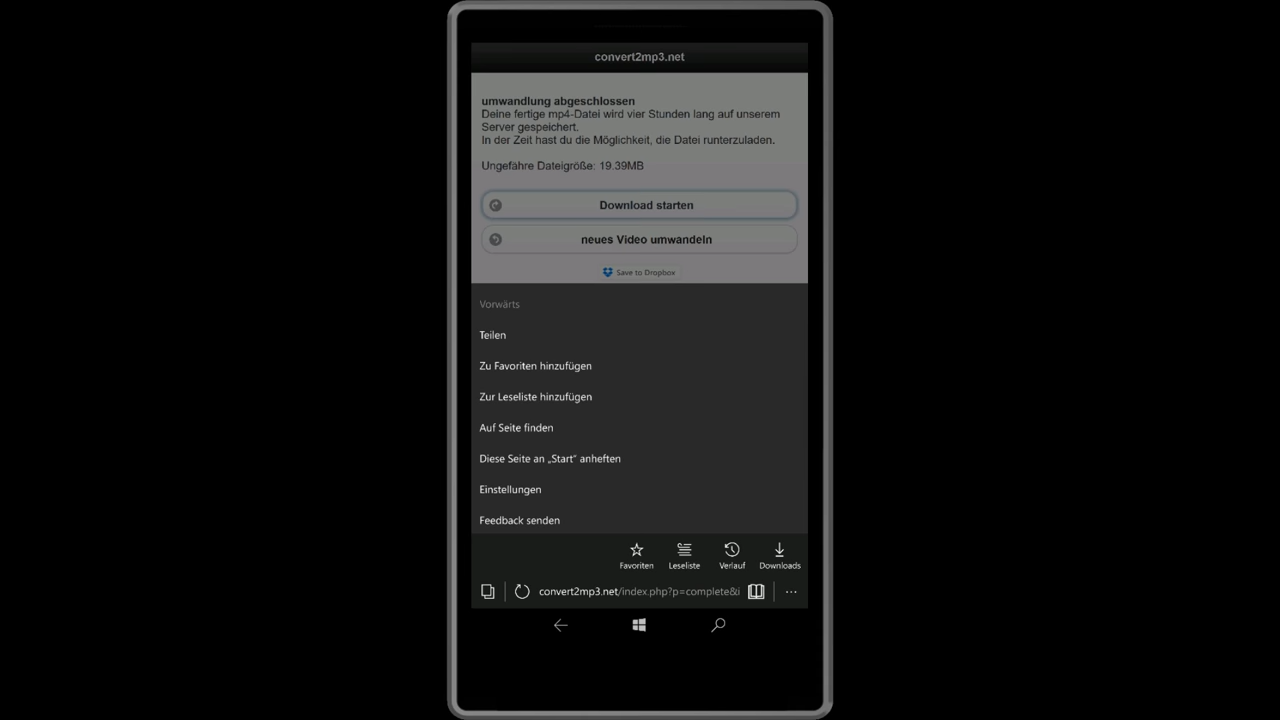 convert2mp3.net
umwandlung abgeschlossen
Deine fertige mp4-Datei wird vier Stunden lang auf unserem
Server gespeichert.
In der Zeit hast du die Möglichkeit, die Datei runterzuladen.
Ungefähre Dateigröße: 19.39MB
Download starten
neues Video umwandeln
Save to Dropbox
Vorwärts
Teilen
Zu Favoriten hinzufügen
Zur Leseliste hinzufügen
Auf Seite finden
Diese Seite an „Start“ anheften
Einstellungen
Feedback senden
Favoriten Leseliste Verlauf Downloads
convert2mp3.net/index.php?p=complete&i